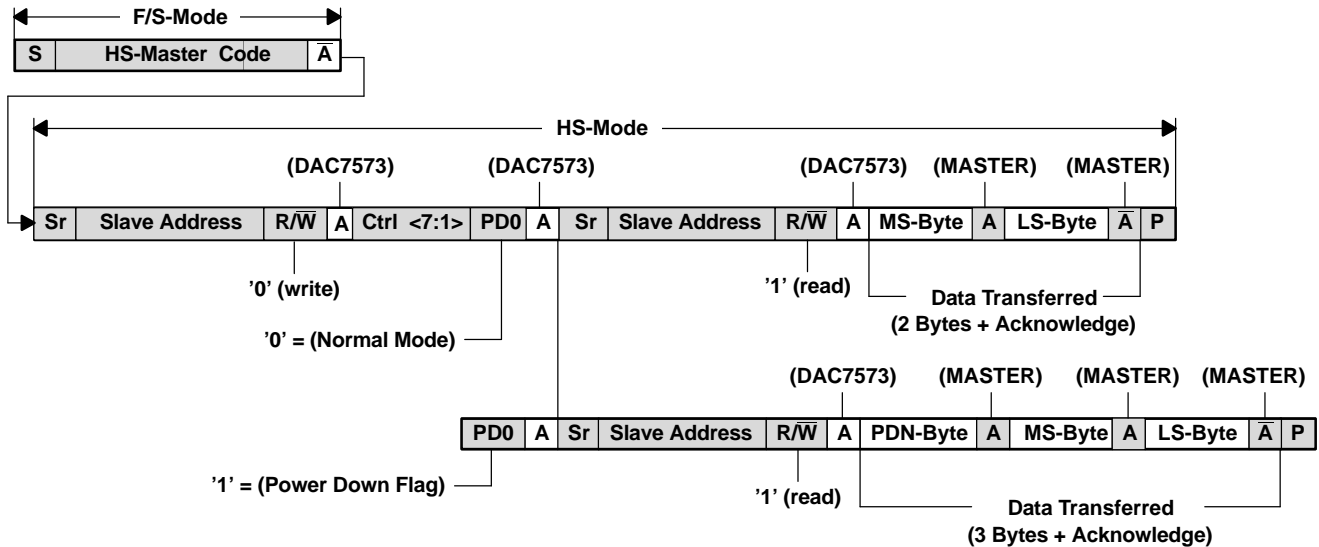 F/S-Mode
S HS-Master Code A̅
HS-Mode
(DAC7573) (DAC7573) (DAC7573) (MASTER) (MASTER)
Sr Slave Address R/W̅ A Ctrl <7:1> PD0 A Sr Slave Address R/W̅ A MS-Byte A LS-Byte A̅ P
’0’ (write) ’1’ (read) Data Transferred
(2 Bytes + Acknowledge)
’0’ = (Normal Mode)
(DAC7573) (MASTER) (MASTER) (MASTER)
PD0 A Sr Slave Address R/W̅ A PDN-Byte A MS-Byte A LS-Byte A̅ P
’1’ = (Power Down Flag) ’1’ (read) Data Transferred
(3 Bytes + Acknowledge)